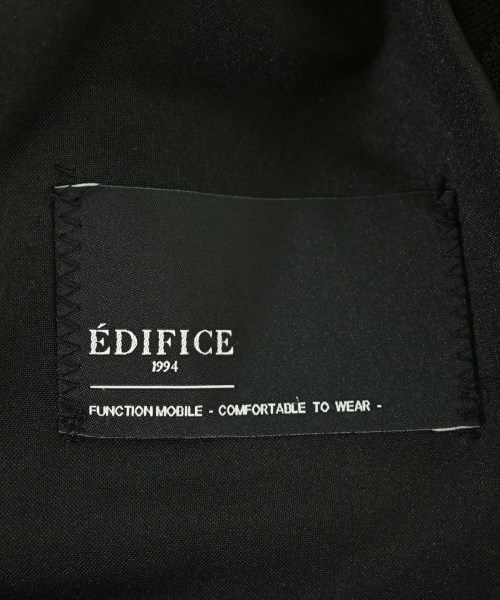 ÉDIFICE
1994
FUNCTION MOBILE - COMFORTABLE TO WEAR -